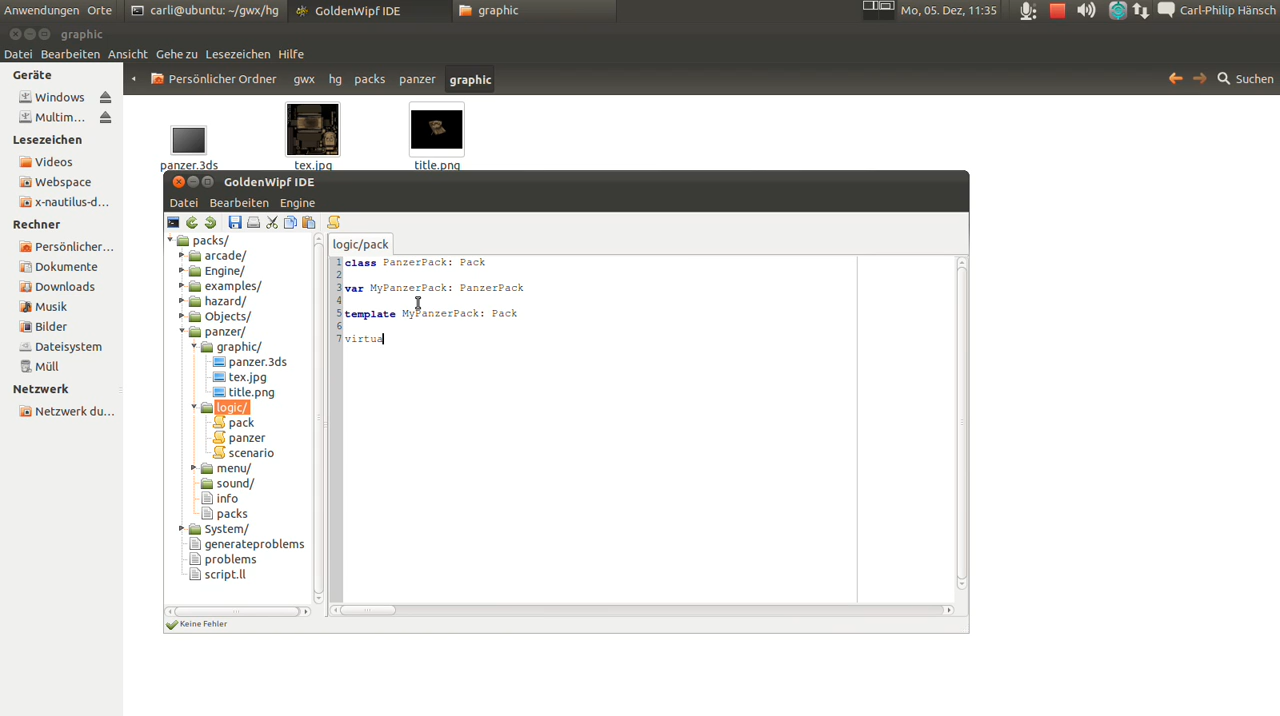 Anwendungen Orte carli@ubuntu: ~/gwx/hg GoldenWipf IDE graphic Mo, 05. Dez, 11:35 Carl-Philip Hänsch
graphic
Datei Bearbeiten Ansicht Gehe zu Lesezeichen Hilfe
Geräte
Windows
Multim...
Lesezeichen
Videos
Webspace
x-nautilus-d...
Rechner
Persönlicher...
Dokumente
Downloads
Musik
Bilder
Dateisystem
Müll
Netzwerk
Netzwerk du...
Persönlicher Ordner gwx hg packs panzer graphic Suchen
panzer.3ds tex.jpg title.png
GoldenWipf IDE
Datei Bearbeiten Engine
packs/
arcade/
Engine/
examples/
hazard/
Objects/
panzer/
graphic/
panzer.3ds
tex.jpg
title.png
logic/
pack
panzer
scenario
menu/
sound/
info
packs
System/
generateproblems
problems
script.ll
logic/pack
1 class PanzerPack: Pack
2
3 var MyPanzerPack: PanzerPack
4
5 template MyPanzerPack: Pack
6
7 virtua
Keine Fehler